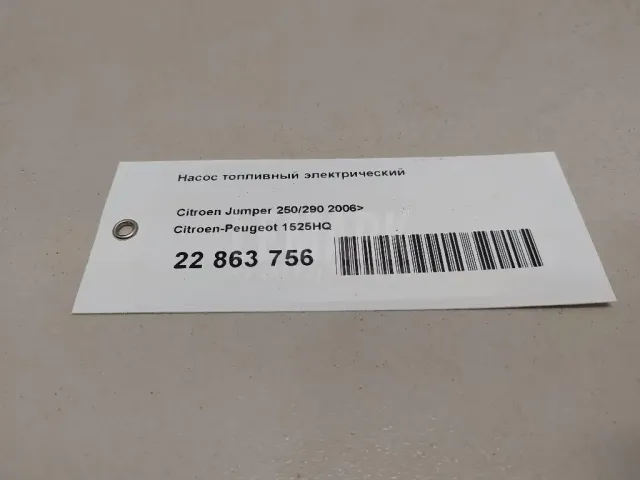 Насос топливный электрический
Citroen Jumper 250/290 2006>
Citroen-Peugeot 1525HQ
22 863 756